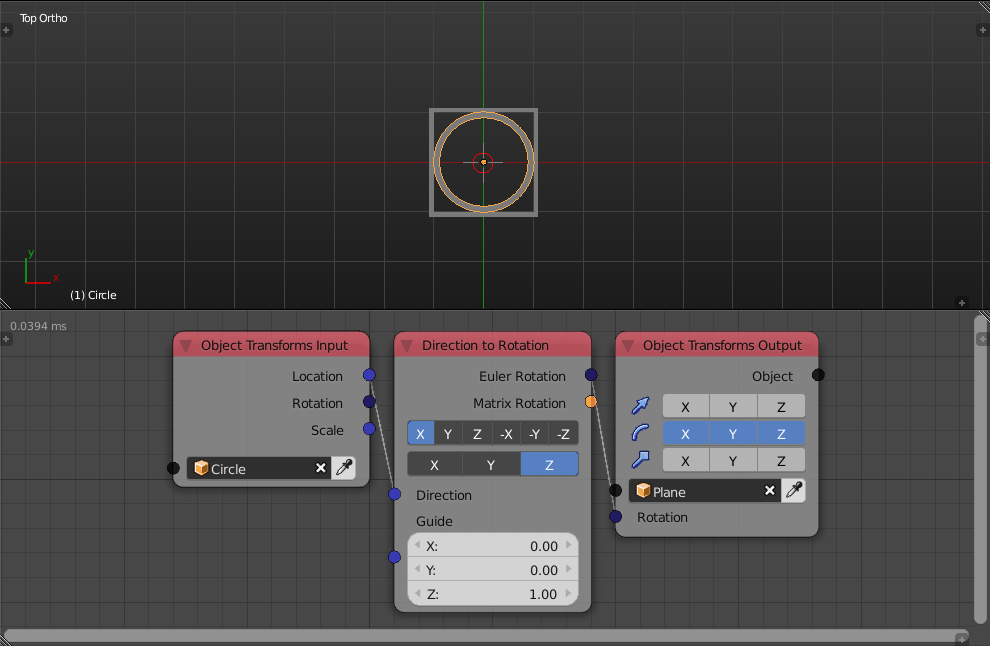 Top Ortho
y
x
(1) Circle
0.0394 ms
Object Transforms Input
Location
Rotation
Scale
Circle
Direction to Rotation
Euler Rotation
Matrix Rotation
X Y Z -X -Y -Z
X Y Z
Direction
Guide
X: 0.00
Y: 0.00
Z: 1.00
Object Transforms Output
Object
X Y Z
X Y Z
X Y Z
Plane
Rotation